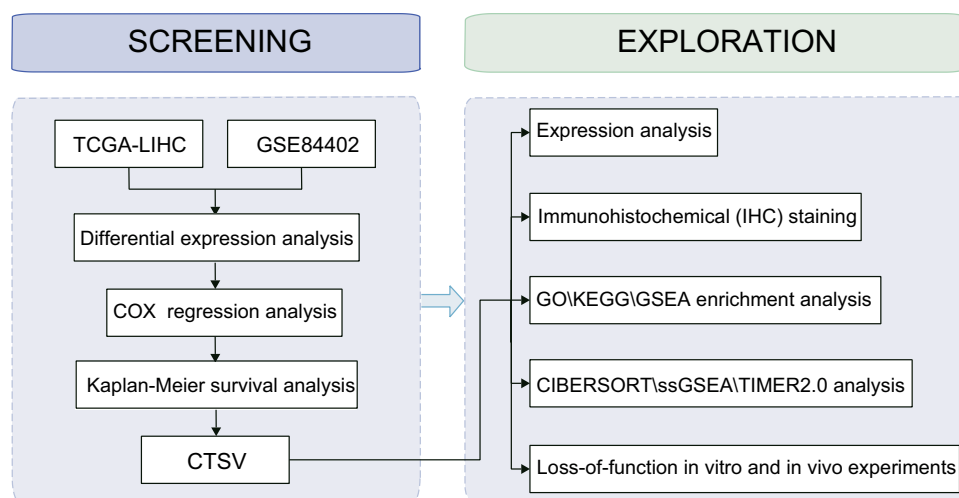 SCREENING
TCGA-LIHC
GSE84402
Differential expression analysis
COX regression analysis
Kaplan-Meier survival analysis
CTSV
EXPLORATION
Expression analysis
Immunohistochemical (IHC) staining
GO\KEGG\GSEA enrichment analysis
CIBERSORT\ssGSEA\TIMER2.0 analysis
Loss-of-function in vitro and in vivo experiments